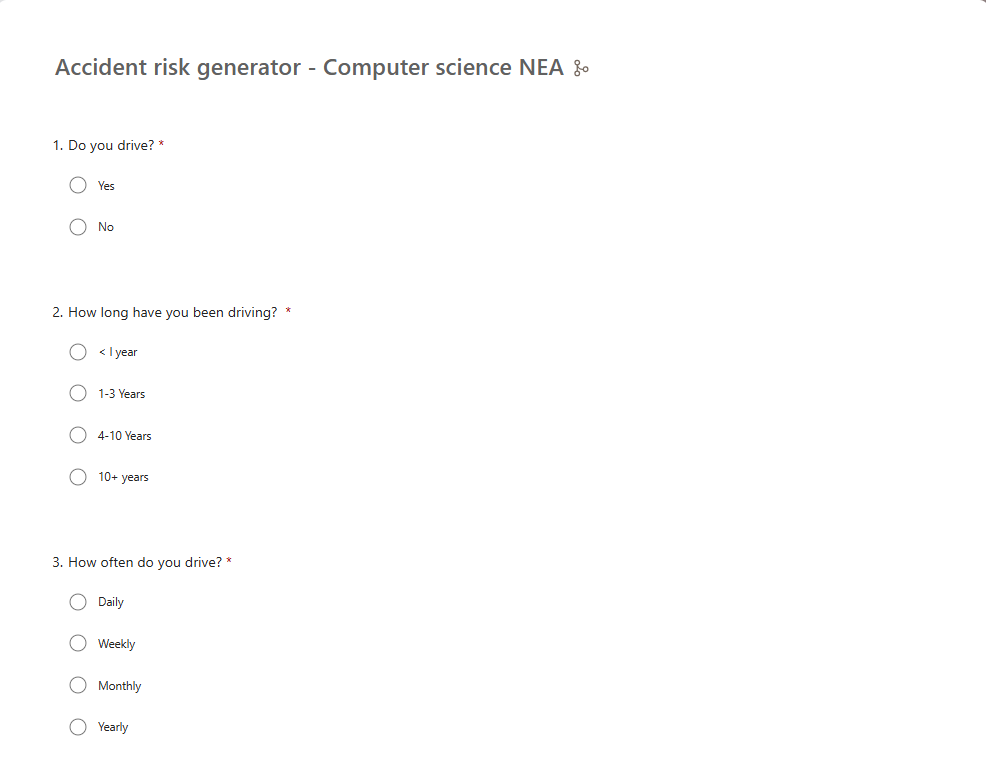 Accident risk generator - Computer science NEA
1. Do you drive? *
Yes
No
2. How long have you been driving? *
< l year
1-3 Years
4-10 Years
10+ years
3. How often do you drive? *
Daily
Weekly
Monthly
Yearly